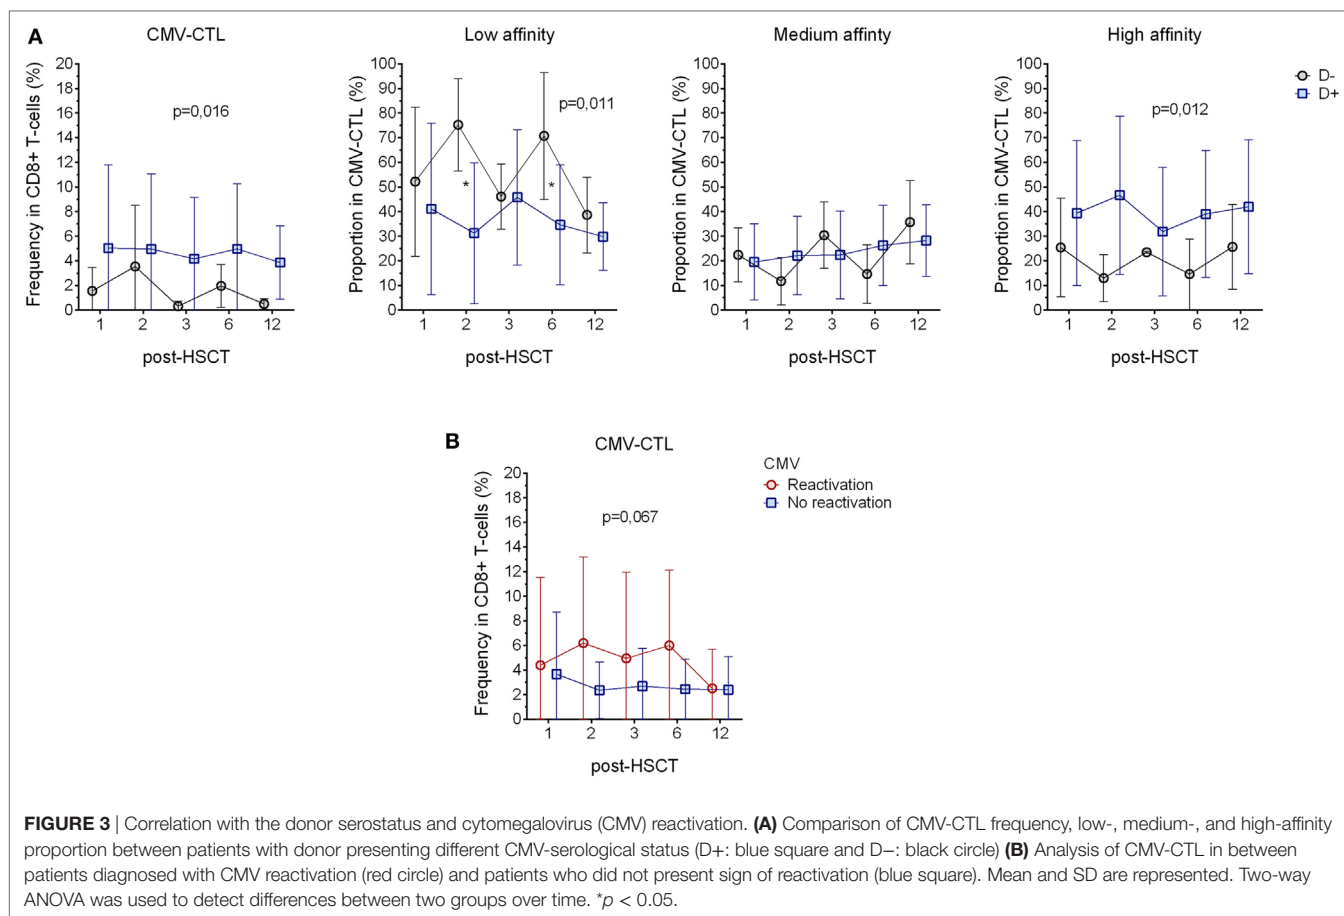 A
CMV-CTL
Frequency in CD8+ T-cells (%)
20
18
16
14
12
10
8
6
4
2
0
p=0,016
1 2 3 6 12
post-HSCT
Low affinity
Proportion in CMV-CTL (%)
100
90
80
70
60
50
40
30
20
10
0
p=0,011
*
*
1 2 3 6 12
post-HSCT
Medium affinty
Proportion in CMV-CTL (%)
100
90
80
70
60
50
40
30
20
10
0
1 2 3 6 12
post-HSCT
High affinity
Proportion in CMV-CTL (%)
100
90
80
70
60
50
40
30
20
10
0
p=0,012
1 2 3 6 12
post-HSCT
D-
D+
B
CMV-CTL
Frequency in CD8+ T-cells (%)
20
18
16
14
12
10
8
6
4
2
0
p=0,067
1 2 3 6 12
post-HSCT
CMV
Reactivation
No reactivation
FIGURE 3 | Correlation with the donor serostatus and cytomegalovirus (CMV) reactivation. (A) Comparison of CMV-CTL frequency, low-, medium-, and high-affinity
proportion between patients with donor presenting different CMV-serological status (D+: blue square and D−: black circle) (B) Analysis of CMV-CTL in between
patients diagnosed with CMV reactivation (red circle) and patients who did not present sign of reactivation (blue square). Mean and SD are represented. Two-way
ANOVA was used to detect differences between two groups over time. *p < 0.05.